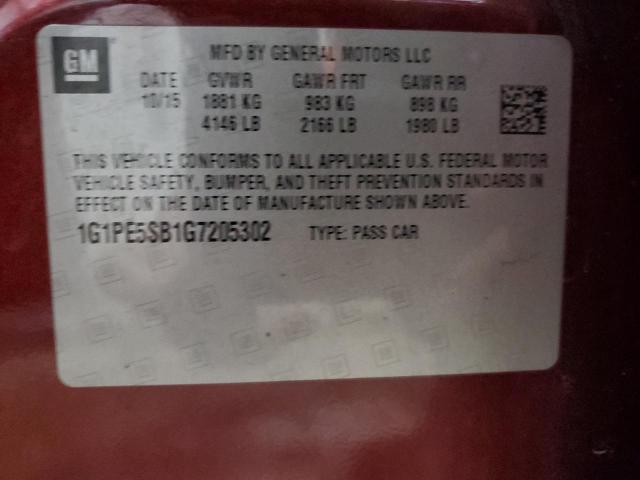 GM
MFD BY GENERAL MOTORS LLC
DATE GVWR GAWR FRT GAWR RR
10/15 1881 KG 983 KG 898 KG
4146 LB 2166 LB 1980 LB
THIS VEHICLE CONFORMS TO ALL APPLICABLE U.S. FEDERAL MOTOR
VEHICLE SAFETY, BUMPER, AND THEFT PREVENTION STANDARDS IN
EFFECT ON THE DATE OF MANUFACTURE SHOWN ABOVE.
1G1PE5SB1G7205302 TYPE: PASS CAR